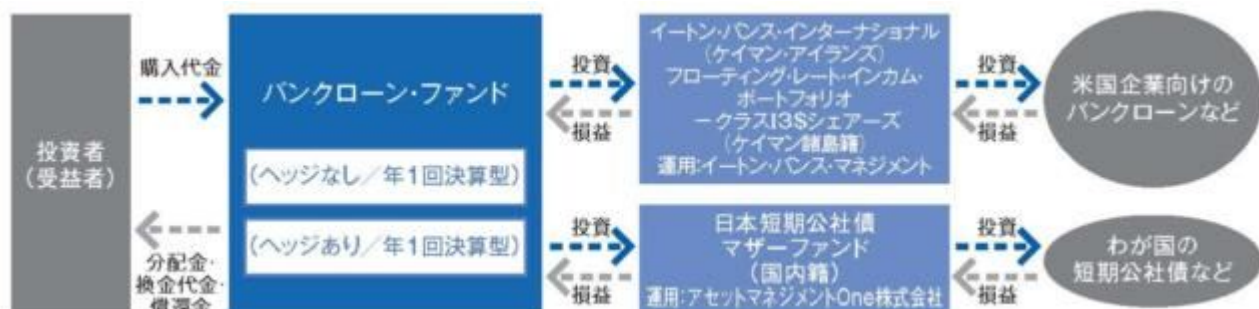 投資者
(受益者)
購入代金
分配金・
換金代金・
償還金
バンクローン・ファンド
(ヘッジなし/年1回決算型)
(ヘッジあり/年1回決算型)
投資
損益
イートン・バンス・インターナショナル
(ケイマン・アイランズ)
フローティング・レート・インカム・
ポートフォリオ
ークラスI3Sシェアーズ
(ケイマン諸島籍)
運用:イートン・バンス・マネジメント
投資
損益
米国企業向けの
バンクローンなど
投資
損益
日本短期公社債
マザーファンド
(国内籍)
運用:アセットマネジメントOne株式会社
投資
損益
わが国の
短期公社債など